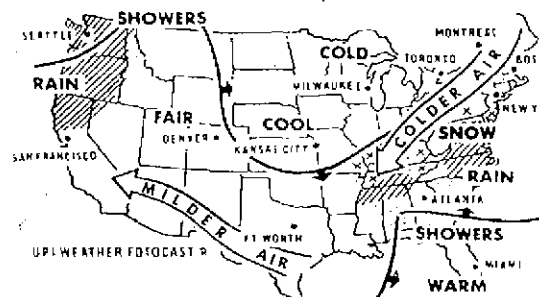 SHOWERS
SEATTLE
MONTREAL
COLD
TORONTO
BOS
RAIN
MILWAUKEE
COLDER AIR
NEW Y
FAIR
COOL
DENVER
KANSAS CITY
SNOW
SAN FRANCISCO
RAIN
MILDER AIR
ATLANTA
FT WORTH
SHOWERS
UPI WEATHER FOTOCAST ®
MIAMI
WARM